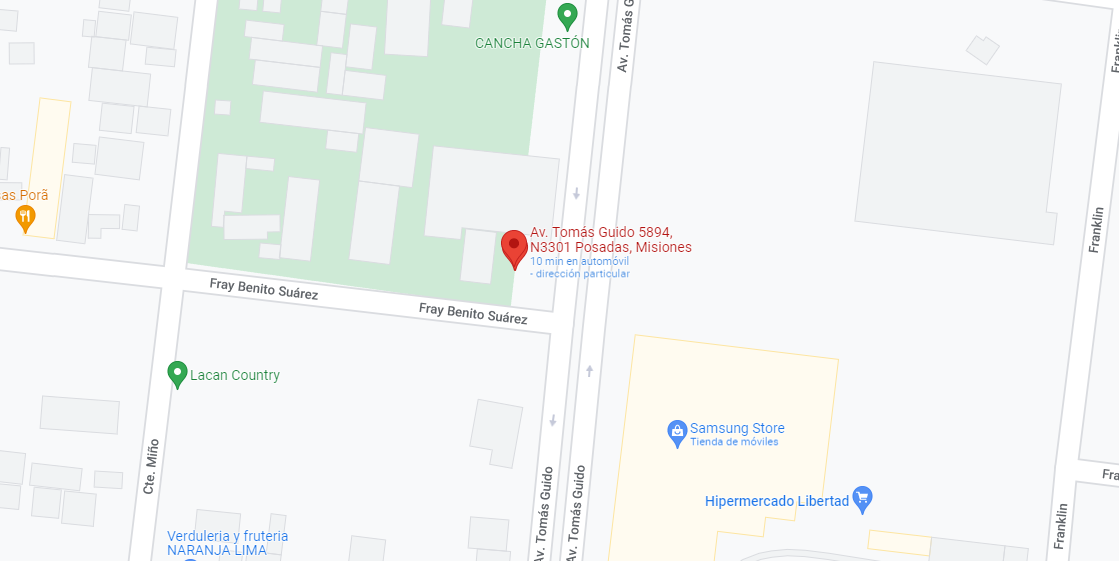 CANCHA GASTÓN
Av. Tomás G
Franklin
as Porã
Av. Tomás Guido 5894,
N3301 Posadas, Misiones
10 min en automóvil
- dirección particular
Franklin
Fray Benito Suárez
Fray Benito Suárez
Lacan Country
Samsung Store
Tienda de móviles
Cte. Miño
Av. Tomás Guido
Av. Tomás Guido
Hipermercado Libertad
Fra
Franklin
Verduleria y fruteria
NARANJA LIMA